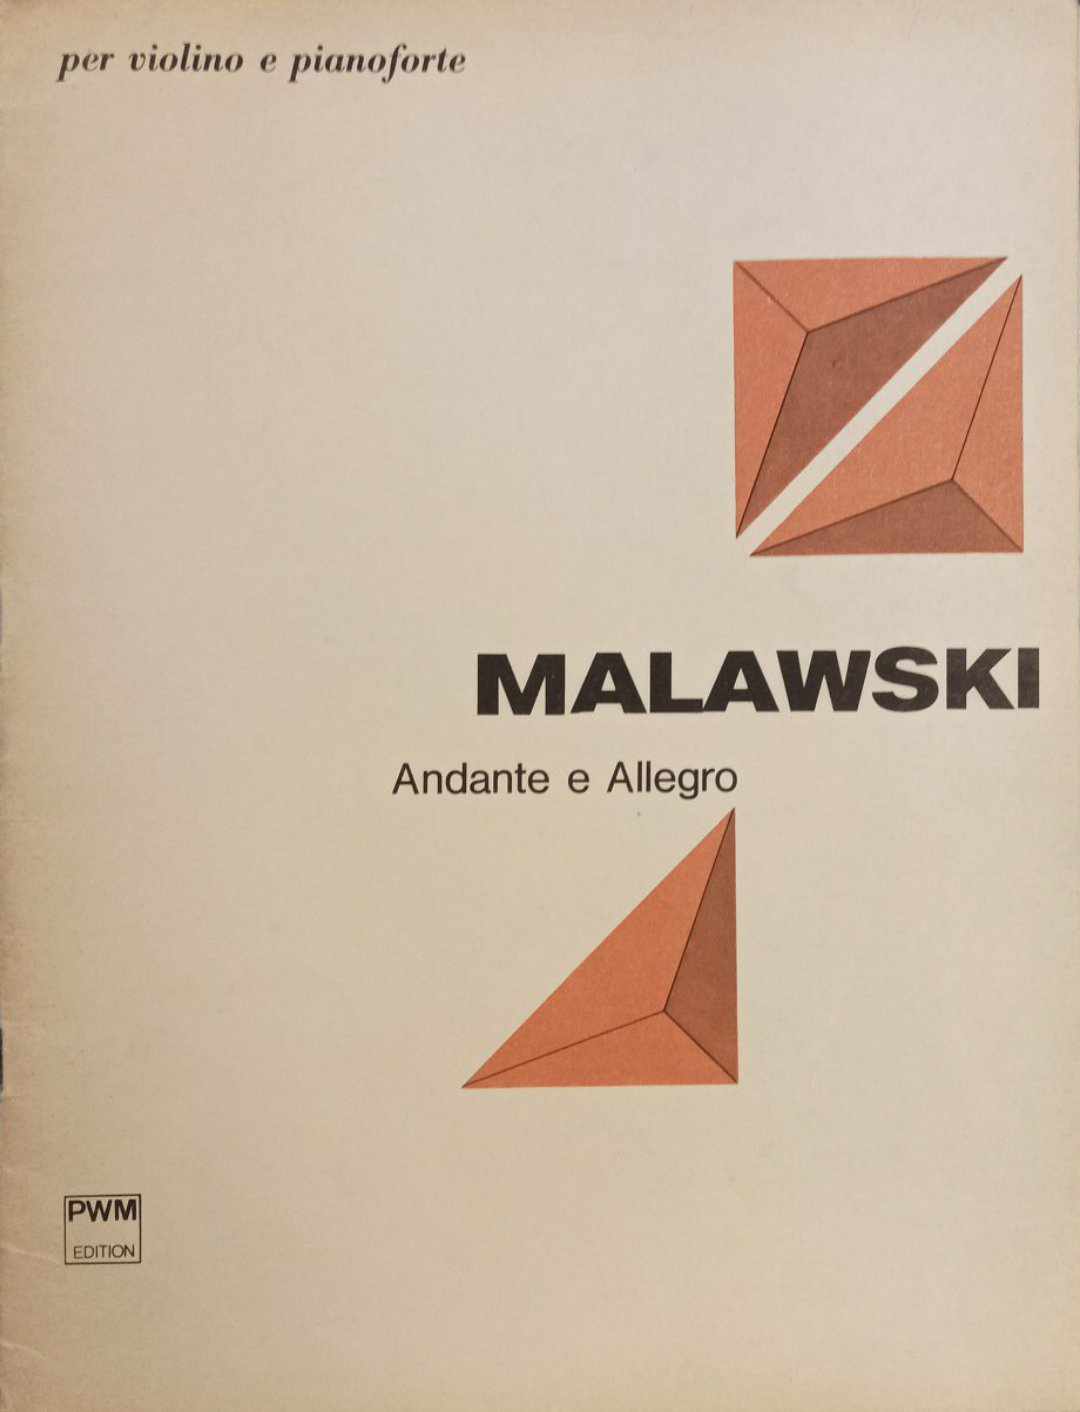 per violino e pianoforte
MALAWSKI
Andante e Allegro
PWM
EDITION